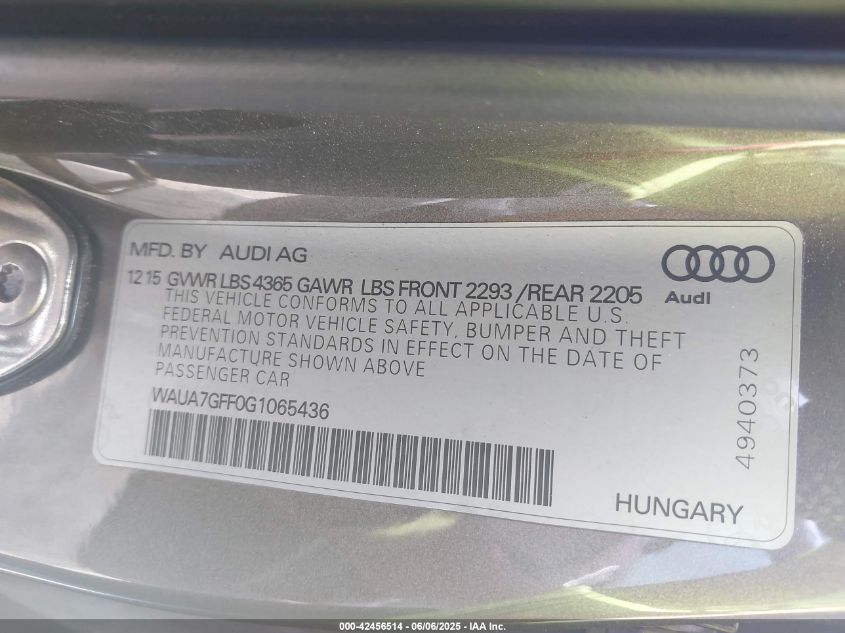 MFD. BY AUDI AG
12 15 GVWR LBS 4365 GAWR LBS FRONT 2293 /REAR 2205
THIS VEHICLE CONFORMS TO ALL APPLICABLE U.S.
FEDERAL MOTOR VEHICLE SAFETY, BUMPER AND THEFT
PREVENTION STANDARDS IN EFFECT ON THE DATE OF
MANUFACTURE SHOWN ABOVE
PASSENGER CAR
WAUA7GFF0G1065436
Audi
4940373
HUNGARY
000-42456514 - 06/06/2025 - IAA Inc.